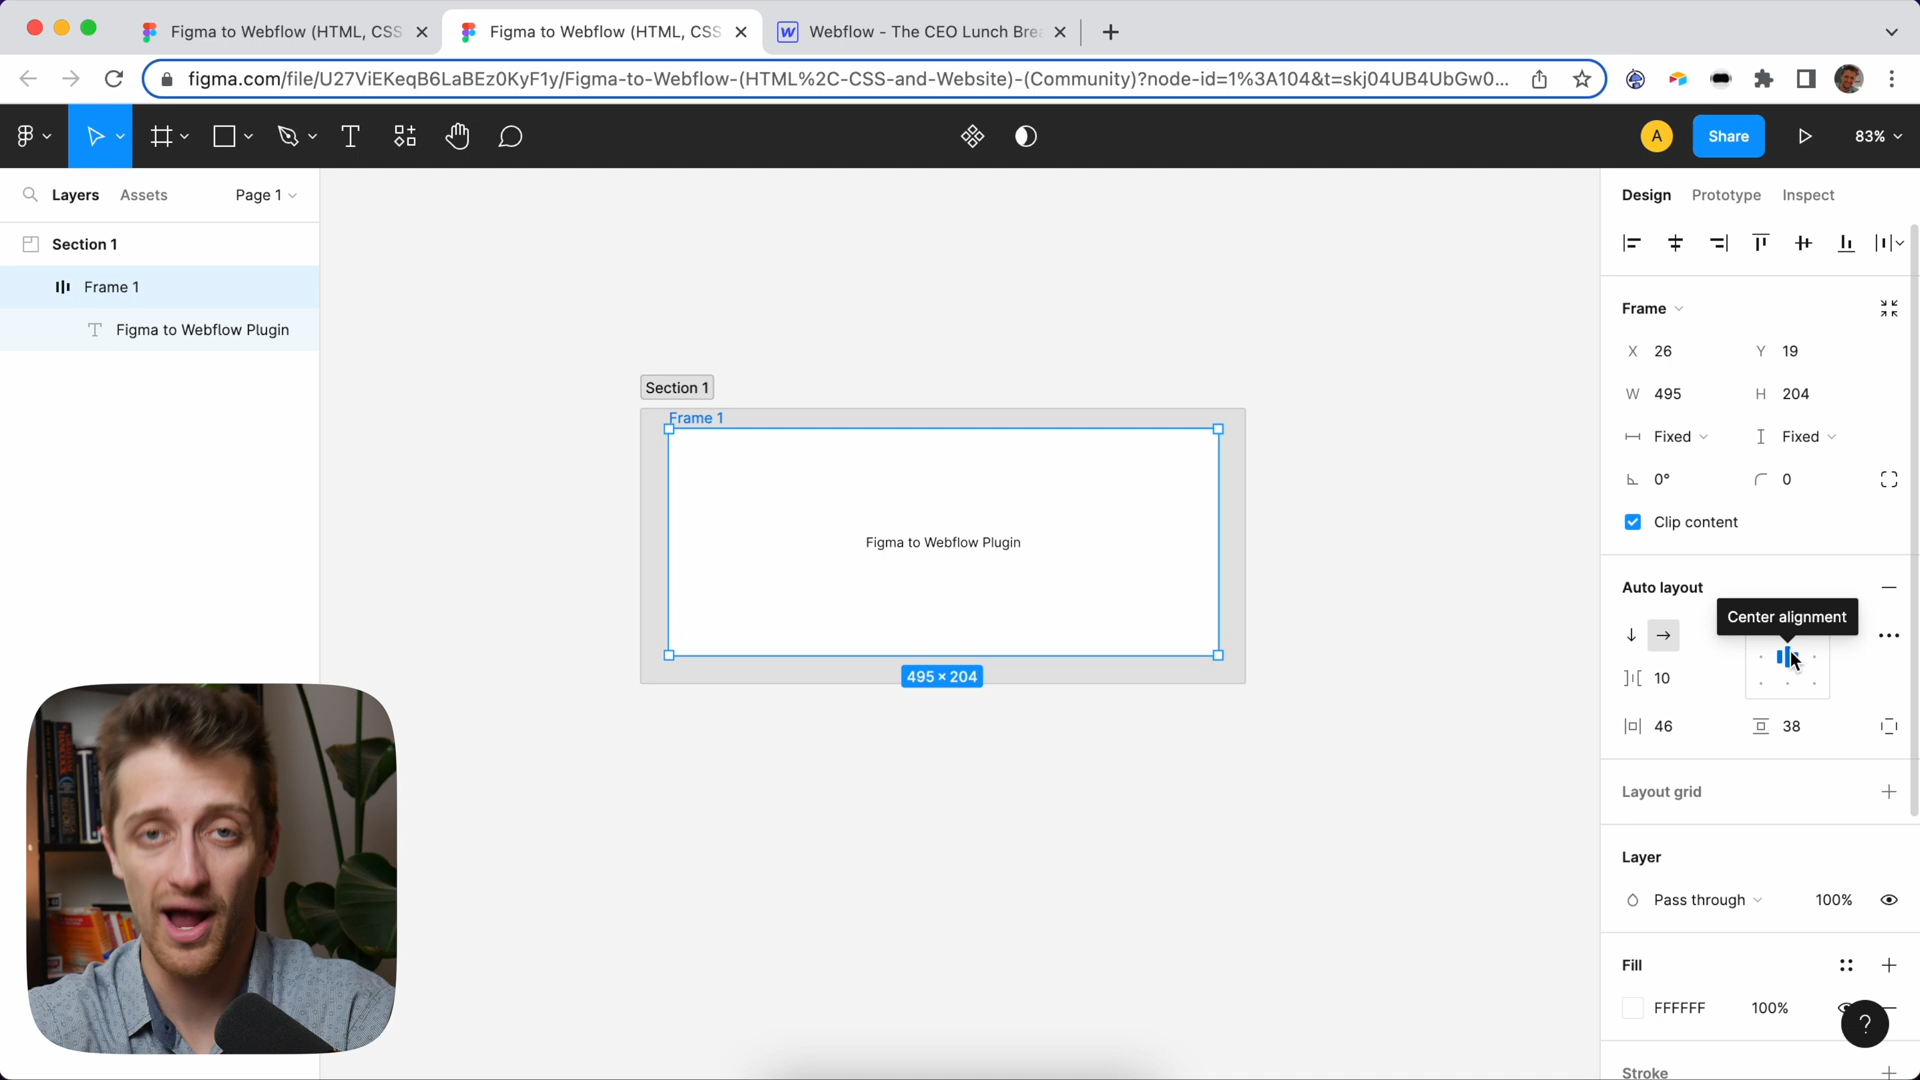 Figma to Webflow (HTML, CSS
Figma to Webflow (HTML, CSS
Webflow - The CEO Lunch Brea
figma.com/file/U27ViEKeqB6LaBEz0KyF1y/Figma-to-Webflow-(HTML%2C-CSS-and-Website)-(Community)?node-id=1%3A104&t=skj04UB4UbGw0...
A
Share
83%
Layers
Assets
Page 1
Section 1
Frame 1
Figma to Webflow Plugin
Section 1
Frame 1
Figma to Webflow Plugin
495 × 204
Design
Prototype
Inspect
Frame
X 26
Y 19
W 495
H 204
Fixed
Fixed
0°
0
Clip content
Auto layout
Center alignment
10
46
38
Layout grid
Layer
Pass through
100%
Fill
FFFFFF
100%
?
Stroke